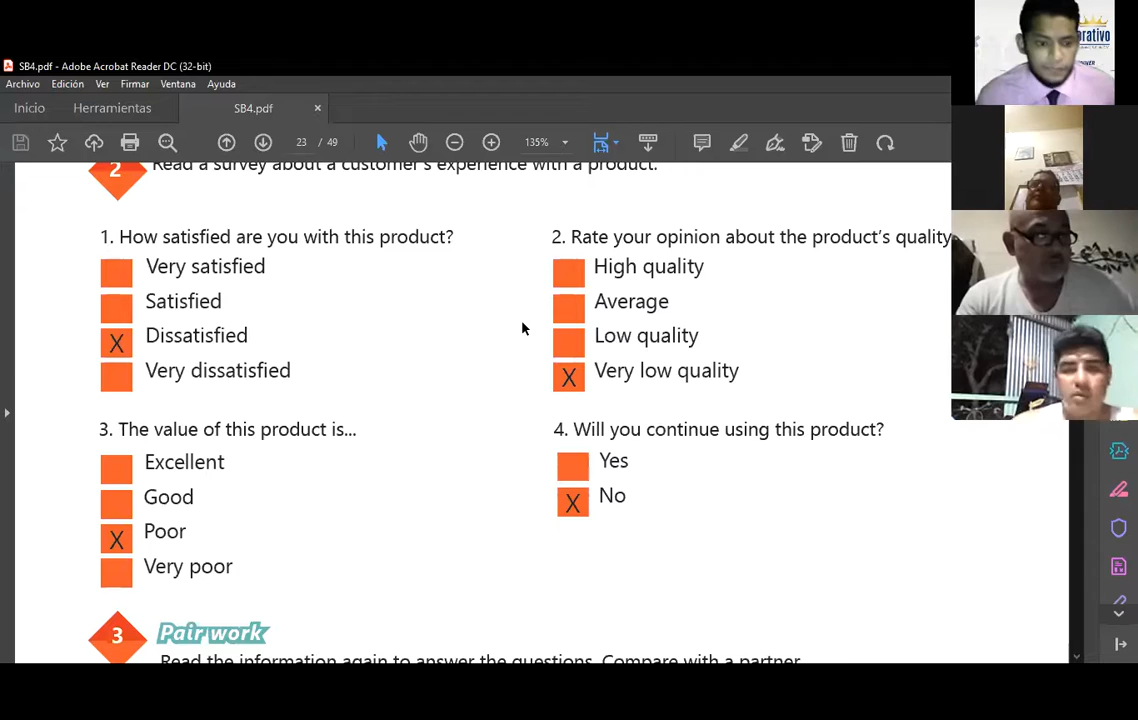 SB4.pdf - Adobe Acrobat Reader DC (32-bit)
Archivo Edición Ver Firmar Ventana Ayuda
Inicio Herramientas SB4.pdf ×
23 / 49 135%
2 Read a survey about a customer's experience with a product.
1. How satisfied are you with this product?
Very satisfied
Satisfied
X Dissatisfied
Very dissatisfied
2. Rate your opinion about the product's quality
High quality
Average
Low quality
X Very low quality
3. The value of this product is...
Excellent
Good
X Poor
Very poor
4. Will you continue using this product?
Yes
X No
3 Pair work
Read the information again to answer the questions. Compare with a partner